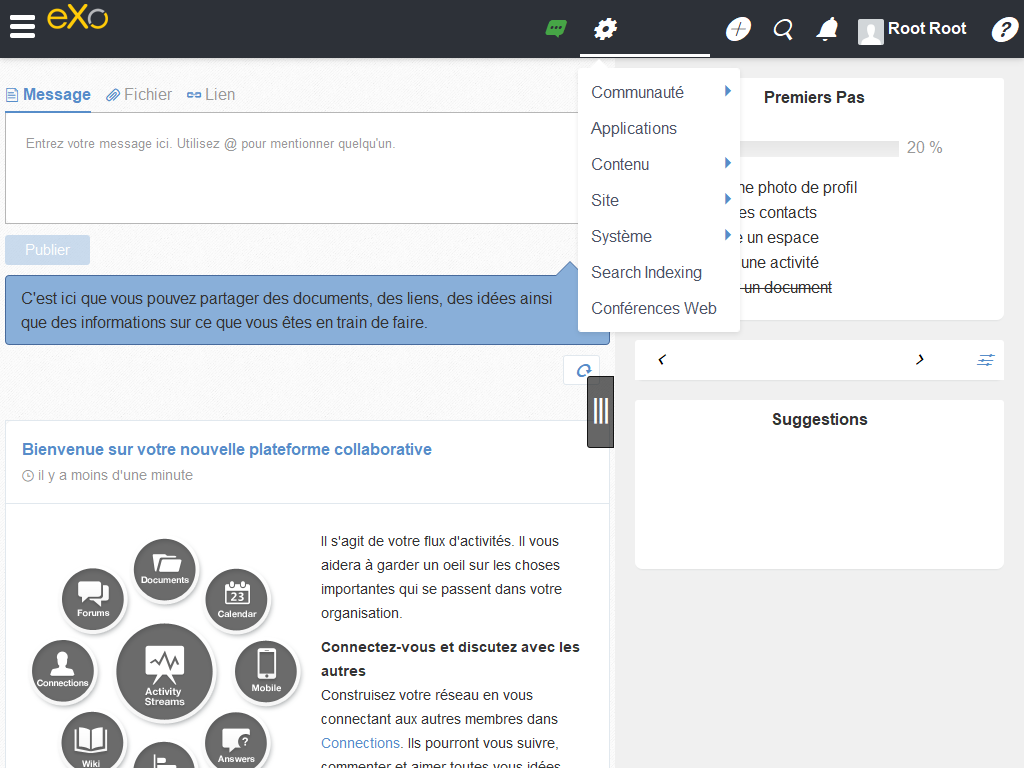 eXo
Root Root
?
Message Fichier Lien
Entrez votre message ici. Utilisez @ pour mentionner quelqu'un.
Publier
C'est ici que vous pouvez partager des documents, des liens, des idées ainsi
que des informations sur ce que vous êtes en train de faire.
Communauté
Applications
Contenu
Site
Système
Search Indexing
Conférences Web
Premiers Pas
20 %
photo de profil
contacts
un espace
une activité
un document
Suggestions
Bienvenue sur votre nouvelle plateforme collaborative
il y a moins d'une minute
Documents
Forums
23
Calendar
Connections
Activity
Streams
Mobile
Wiki
?
Answers
Il s'agit de votre flux d'activités. Il vous
aidera à garder un oeil sur les choses
importantes qui se passent dans votre
organisation.
Connectez-vous et discutez avec les
autres
Construisez votre réseau en vous
connectant aux autres membres dans
Connections. Ils pourront vous suivre,
commenter et aimer toutes vous idées